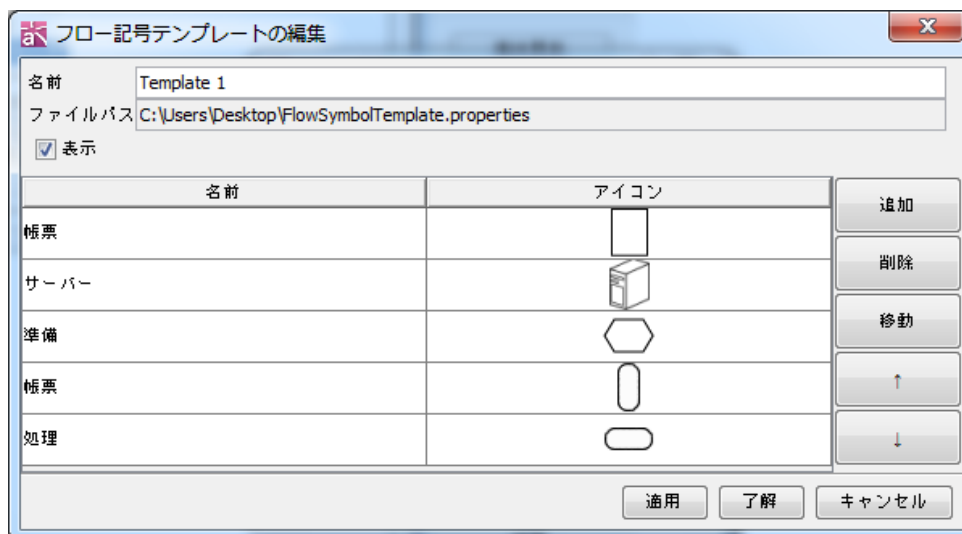 フロー記号テンプレートの編集
名前 Template 1
ファイルパス C:\Users\Desktop\FlowSymbolTemplate.properties
表示
名前 アイコン
追加
帳票
削除
サーバー
移動
準備
帳票
↑
処理
↓
適用 了解 キャンセル